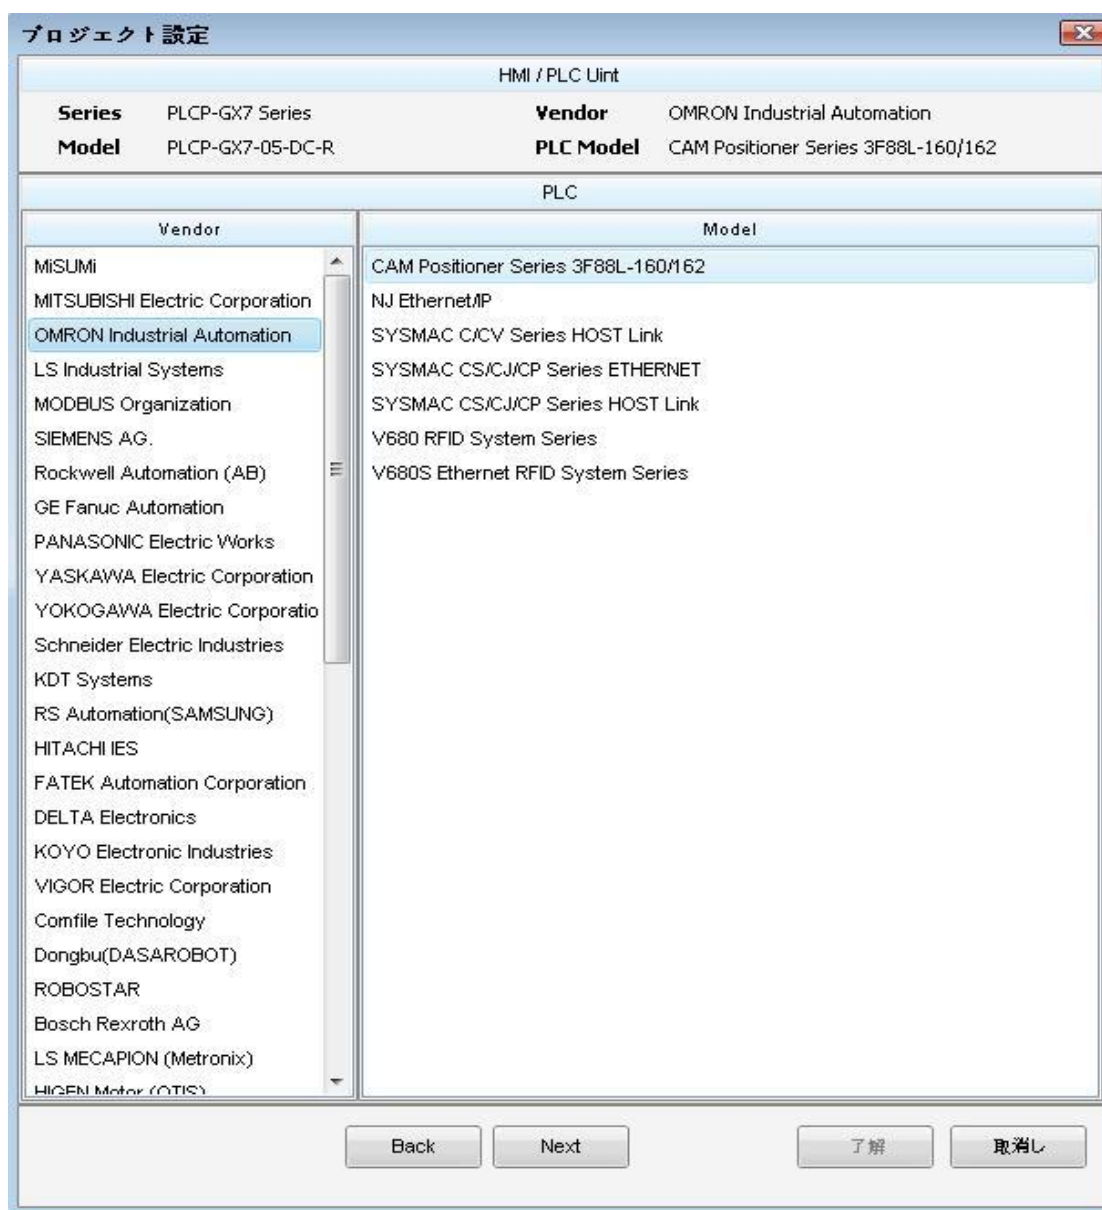 プロジェクト設定
HMI / PLC Uint
Series PLCP-GX7 Series Vendor OMRON Industrial Automation
Model PLCP-GX7-05-DC-R PLC Model CAM Positioner Series 3F88L-160/162
PLC
Vendor
MiSUMi
MITSUBISHI Electric Corporation
OMRON Industrial Automation
LS Industrial Systems
MODBUS Organization
SIEMENS AG.
Rockwell Automation (AB)
GE Fanuc Automation
PANASONIC Electric Works
YASKAWA Electric Corporation
YOKOGAWA Electric Corporatio
Schneider Electric Industries
KDT Systems
RS Automation(SAMSUNG)
HITACHI IES
FATEK Automation Corporation
DELTA Electronics
KOYO Electronic Industries
VIGOR Electric Corporation
Comfile Technology
Dongbu(DASAROBOT)
ROBOSTAR
Bosch Rexroth AG
LS MECAPION (Metronix)
HIGEN Motor (OTIS)
Model
CAM Positioner Series 3F88L-160/162
NJ Ethernet/IP
SYSMAC C/CV Series HOST Link
SYSMAC CS/CJ/CP Series ETHERNET
SYSMAC CS/CJ/CP Series HOST Link
V680 RFID System Series
V680S Ethernet RFID System Series
Back Next 了解 取消し